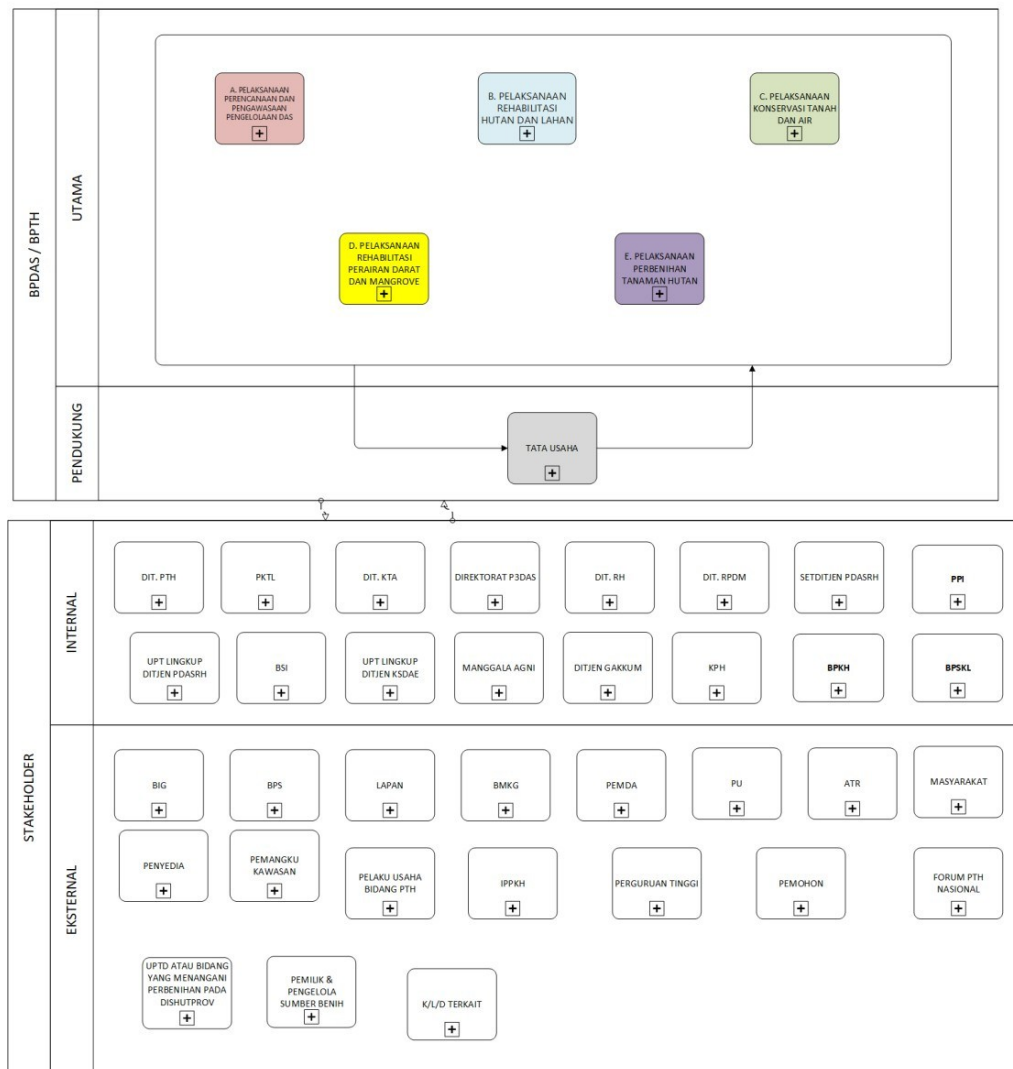 BPDAS / BPTH
UTAMA
A. PELAKSANAAN
PERENCANAAN DAN
PENGAWASAAN
PENGELOLAAN DAS
B. PELAKSANAAN
REHABILITASI
HUTAN DAN LAHAN
C. PELAKSANAAN
KONSERVASI TANAH
DAN AIR
D. PELAKSANAAN
REHABILITASI
PERAIRAN DARAT
DAN MANGROVE
E. PELAKSANAAN
PERBENIHAN
TANAMAN HUTAN
PENDUKUNG
TATA USAHA
STAKEHOLDER
INTERNAL
DIT. PTH
PKTL
DIT. KTA
DIREKTORAT P3DAS
DIT. RH
DIT. RPDM
SETDITJEN PDASRH
PPI
UPT LINGKUP
DITJEN PDASRH
BSI
UPT LINGKUP
DITJEN KSDAE
MANGGALA AGNI
DITJEN GAKKUM
KPH
BPKH
BPSKL
EKSTERNAL
BIG
BPS
LAPAN
BMKG
PEMDA
PU
ATR
MASYARAKAT
PENYEDIA
PEMANGKU
KAWASAN
PELAKU USAHA
BIDANG PTH
IPPKH
PERGURUAN TINGGI
PEMOHON
FORUM PTH
NASIONAL
UPTD ATAU BIDANG
YANG MENANGANI
PERBENIHAN PADA
DISHUTPROV
PEMILIK &
PENGELOLA
SUMBER BENIH
K/L/D TERKAIT